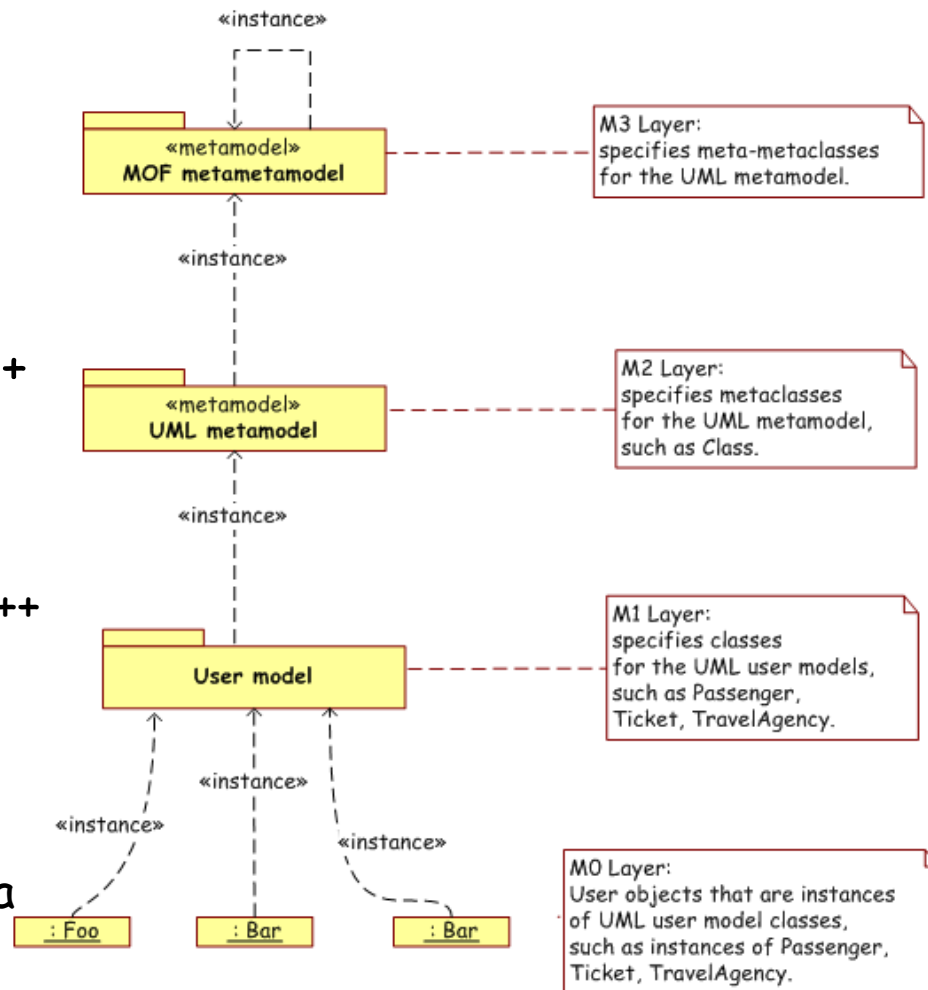 «instance»
«metamodel»
MOF metametamodel
M3 Layer:
specifies meta-metaclasses
for the UML metamodel.
«instance»
+
«metamodel»
UML metamodel
M2 Layer:
specifies metaclasses
for the UML metamodel,
such as Class.
«instance»
++
User model
M1 Layer:
specifies classes
for the UML user models,
such as Passenger,
Ticket, TravelAgency.
«instance»
«instance»
«instance»
a
: Foo
: Bar
: Bar
M0 Layer:
User objects that are instances
of UML user model classes,
such as instances of Passenger,
Ticket, TravelAgency.